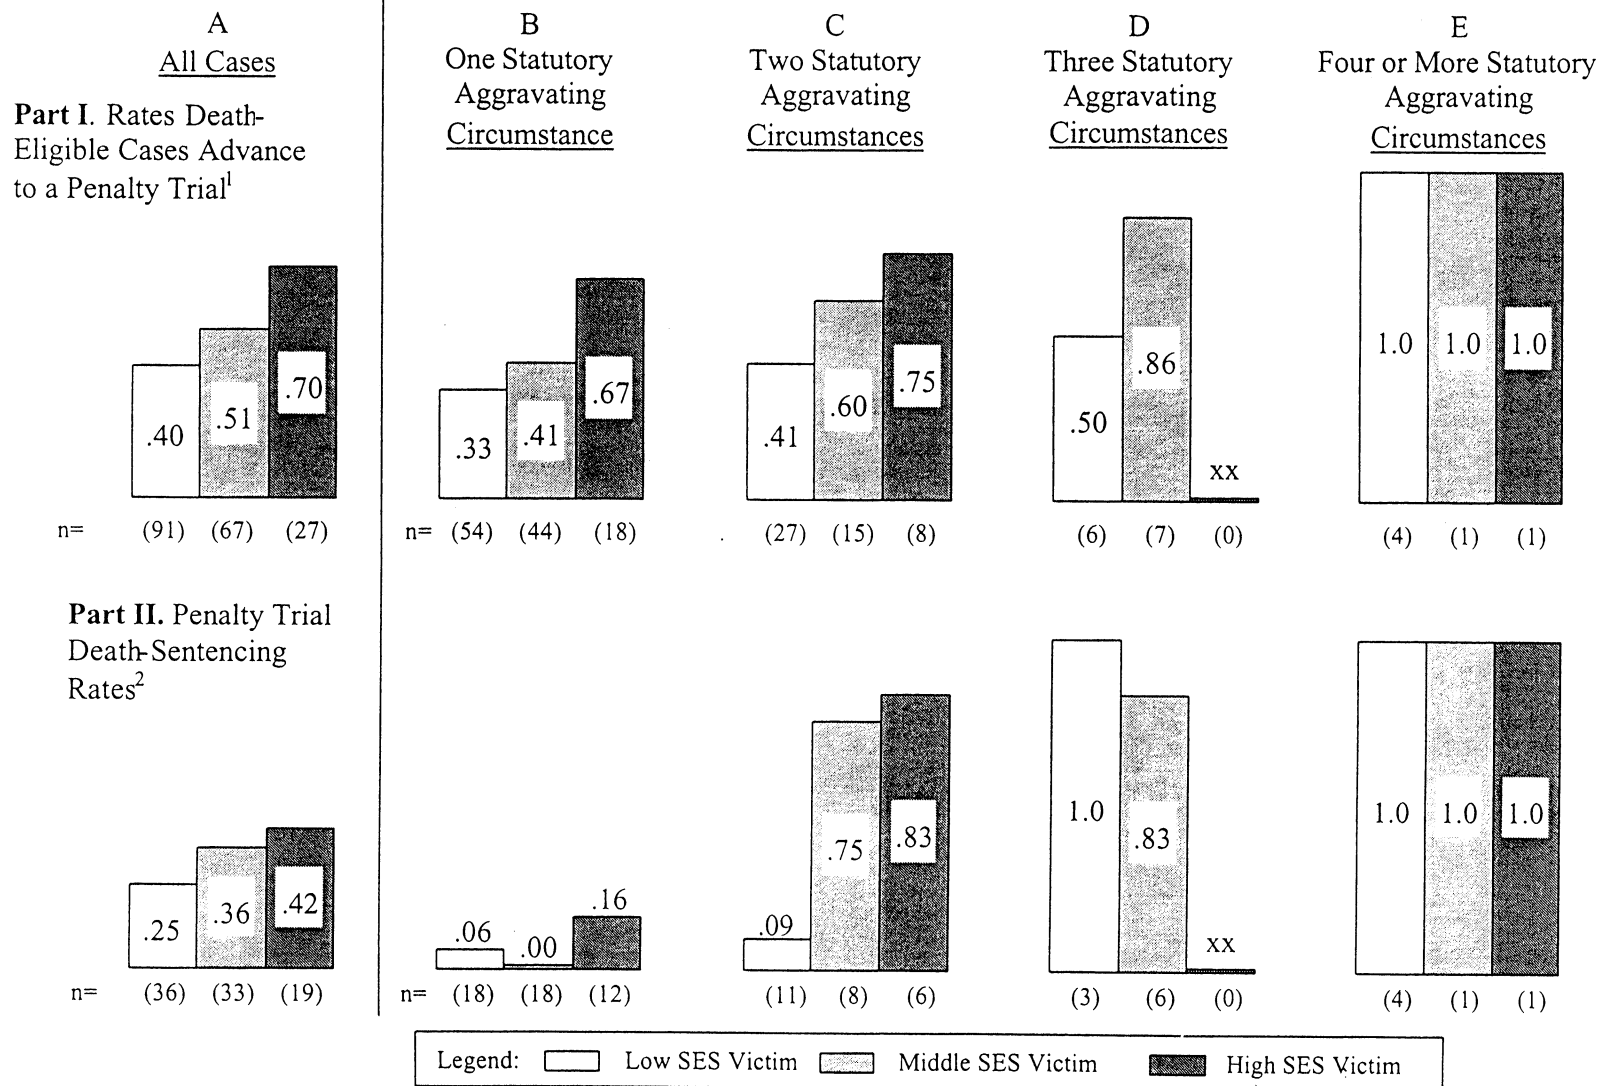 A
All Cases
Part I. Rates Death-
Eligible Cases Advance
to a Penalty Trial1
B
One Statutory
Aggravating
Circumstance
C
Two Statutory
Aggravating
Circumstances
D
Three Statutory
Aggravating
Circumstances
E
Four or More Statutory
Aggravating
Circumstances
.40 .51 .70
.33 .41 .67
.41 .60 .75
.50 .86 xx
1.0 1.0 1.0
n= (91) (67) (27)
n= (54) (44) (18)
(27) (15) (8)
(6) (7) (0)
(4) (1) (1)
Part II. Penalty Trial
Death-Sentencing
Rates2
.25 .36 .42
.06 .00 .16
.09 .75 .83
1.0 .83 xx
1.0 1.0 1.0
n= (36) (33) (19)
n= (18) (18) (12)
(11) (8) (6)
(3) (6) (0)
(4) (1) (1)
Legend: Low SES Victim Middle SES Victim High SES Victim